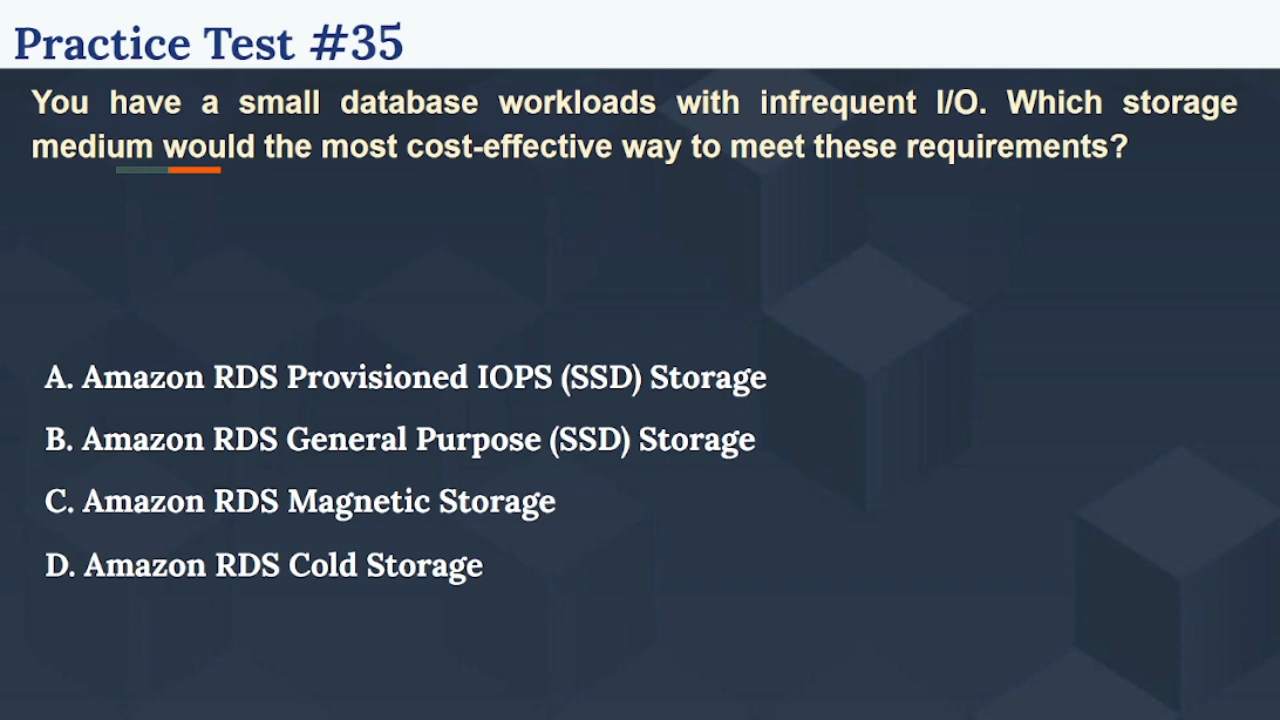 Practice Test #35
You have a small database workloads with infrequent I/O. Which storage
medium would the most cost-effective way to meet these requirements?
A. Amazon RDS Provisioned IOPS (SSD) Storage
B. Amazon RDS General Purpose (SSD) Storage
C. Amazon RDS Magnetic Storage
D. Amazon RDS Cold Storage